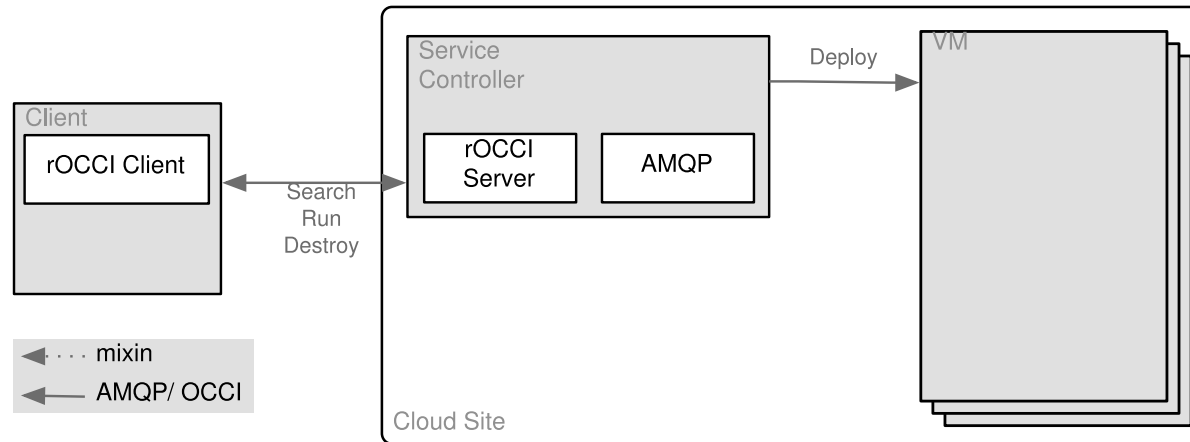 Service
Controller
Deploy
VM
Client
rOCCI Client
rOCCI
Server
AMQP
Search
Run
Destroy
mixin
AMQP/ OCCI
Cloud Site